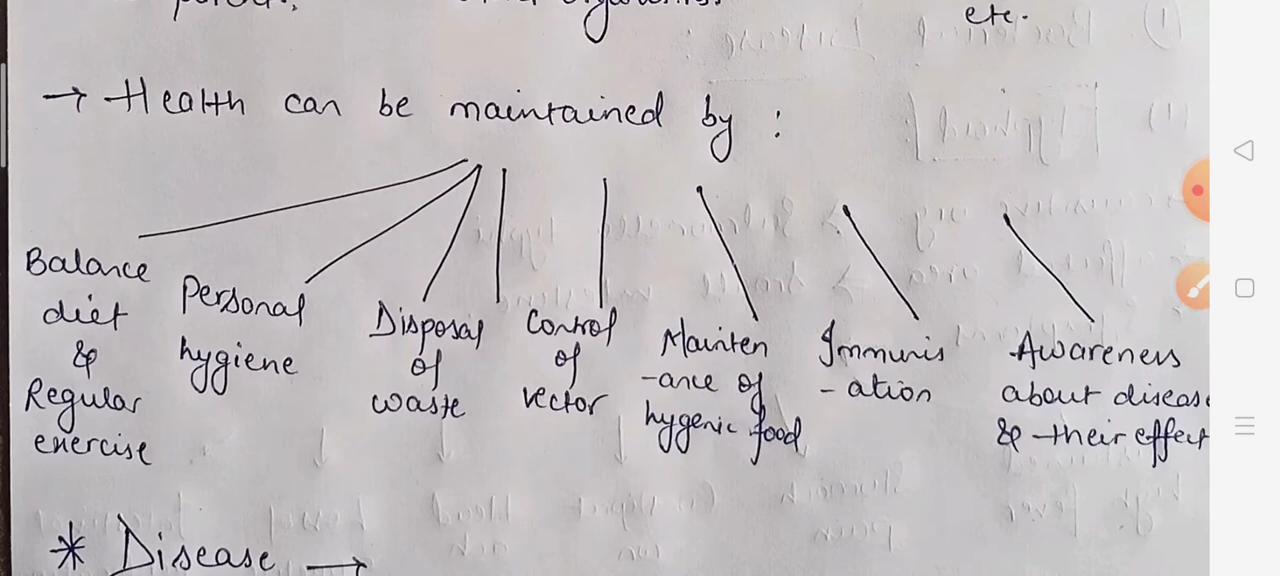 etc.
→ Health can be maintained by :
Balance
diet
&
Regular
exercise
Personal
hygiene
Disposal
of
waste
Control
of
vector
Mainten
-ance of
hygenic food
Immunis
-ation
Awareness
about diseas
& their effect
* Disease →